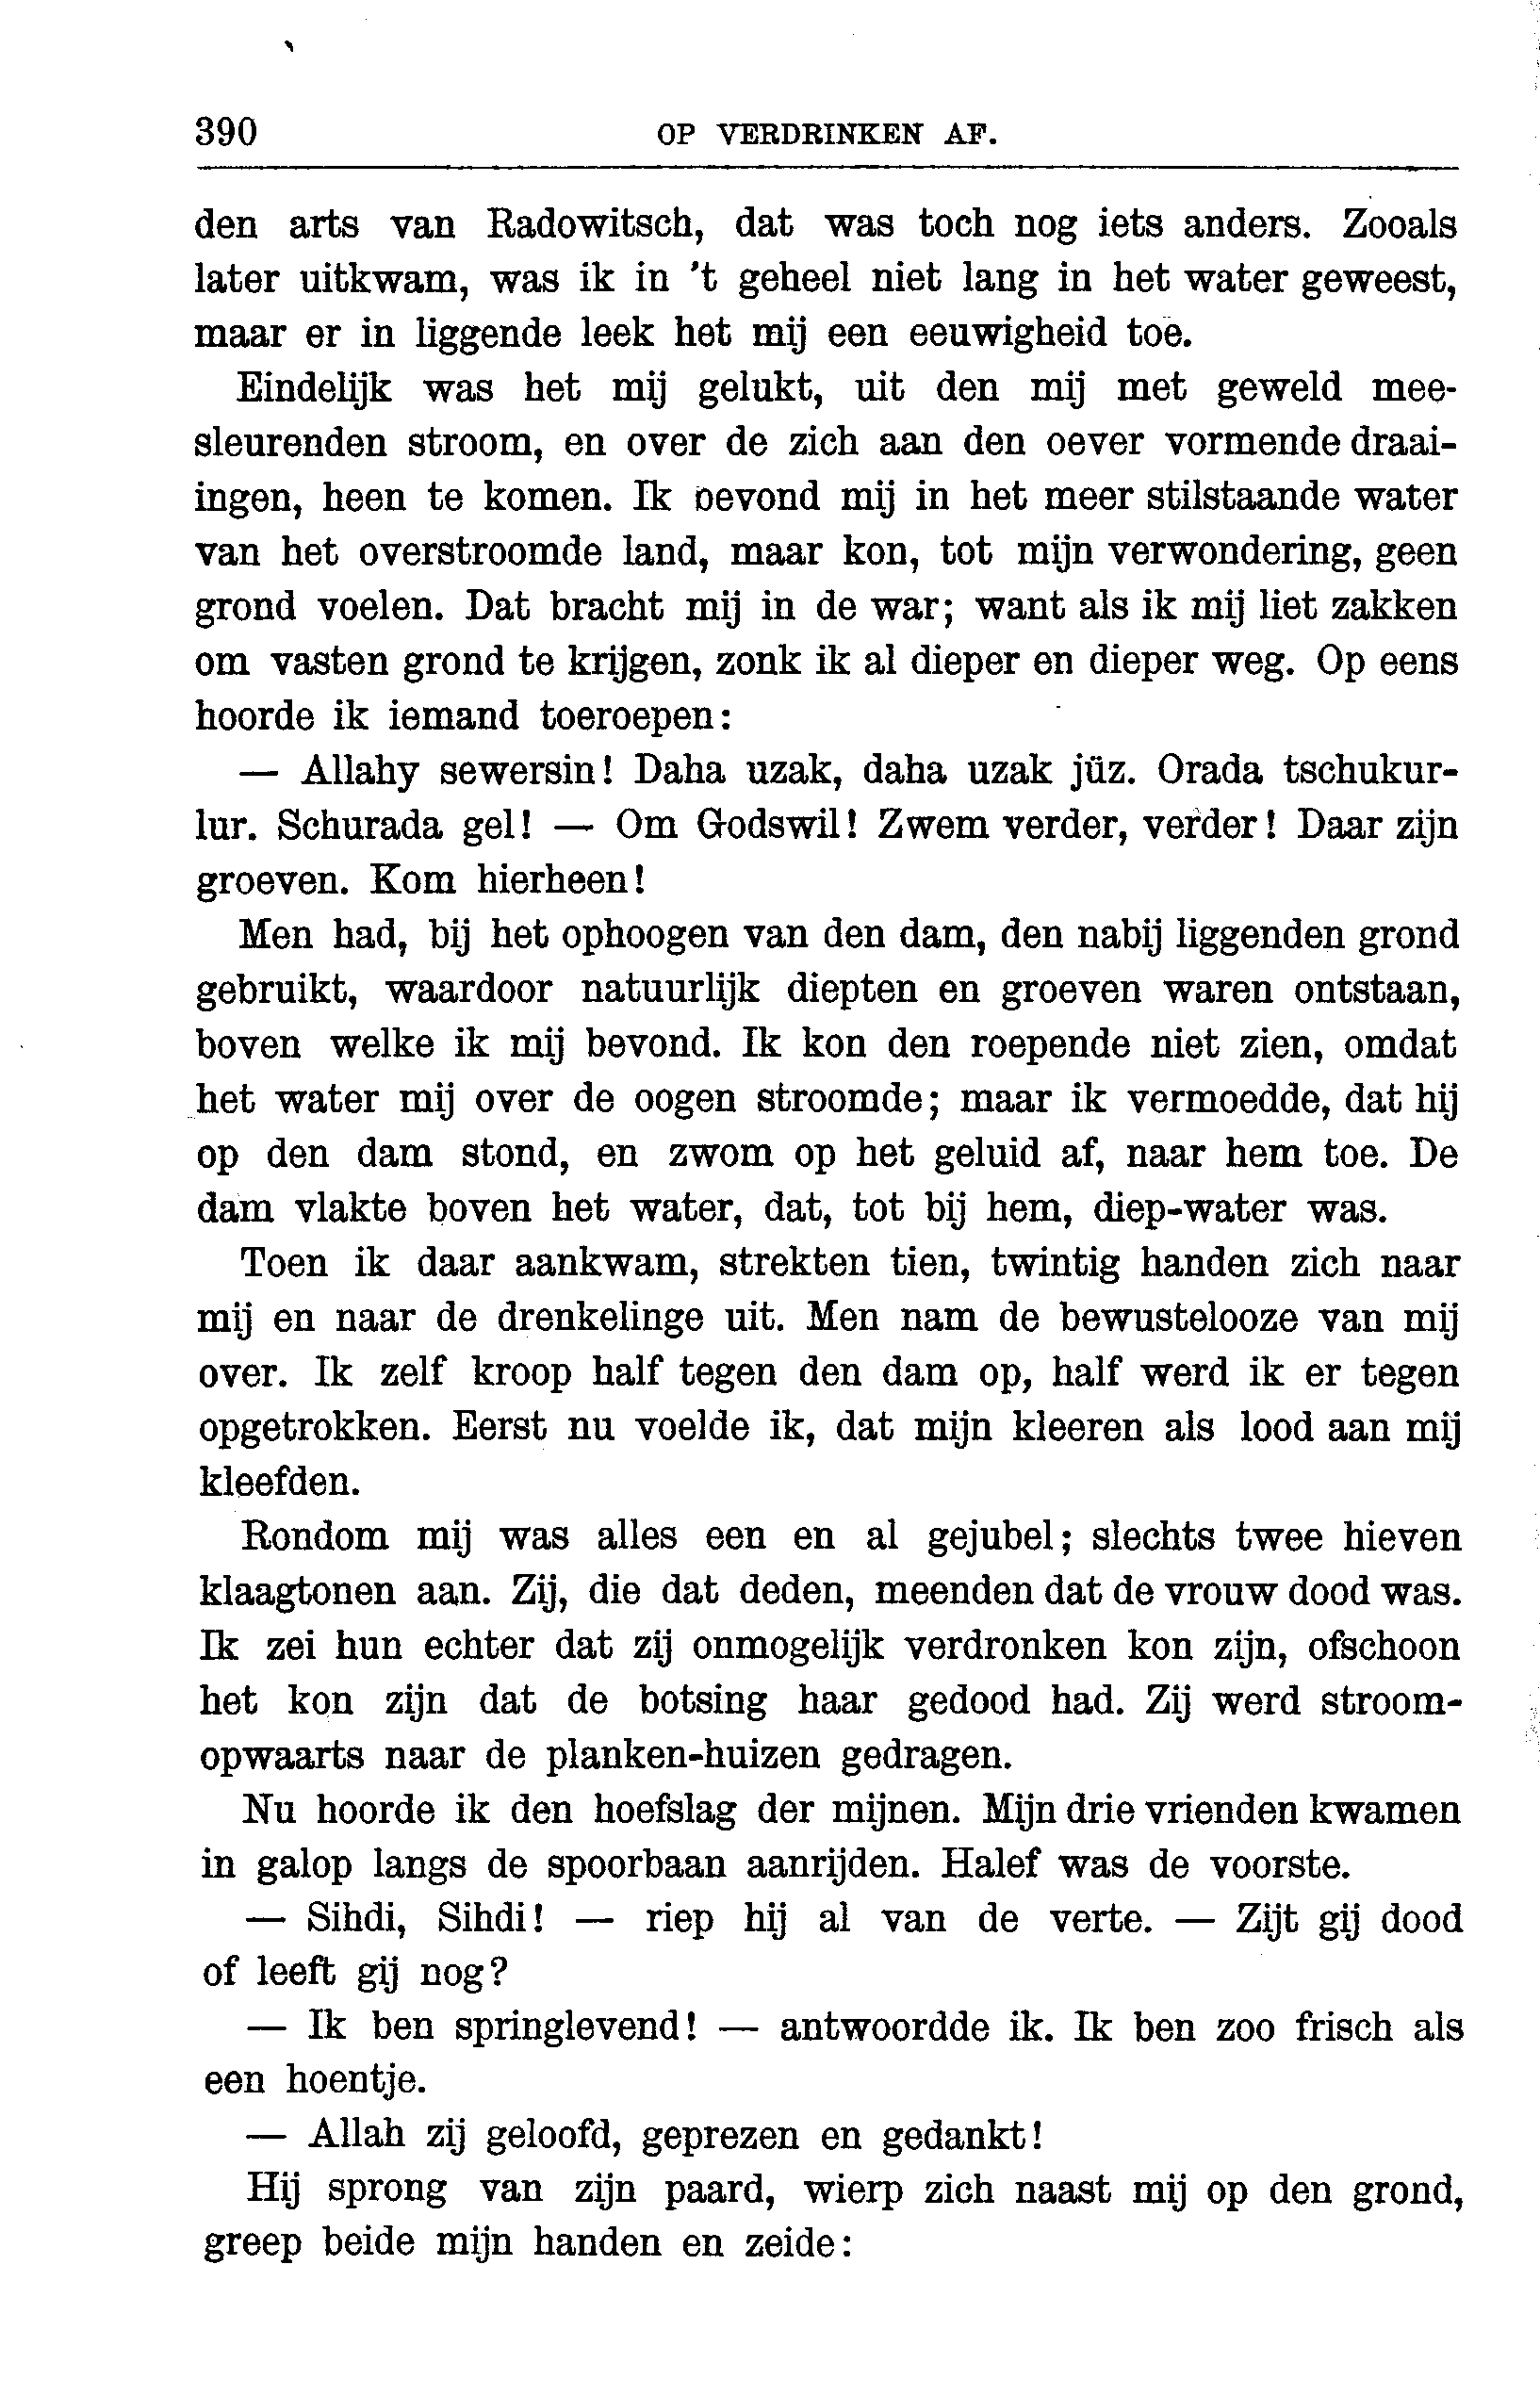 390 OP VERDRINKEN AF.
den arts van Radowitsch, dat was toch nog iets anders. Zooals
later uitkwam, was ik in 't geheel niet lang in het water geweest,
maar er in liggende leek het mij een eeuwigheid toe.
Eindelijk was het mij gelukt, uit den mij met geweld mee-
sleurenden stroom, en over de zich aan den oever vormende draai-
ingen, heen te komen. Ik bevond mij in het meer stilstaande water
van het overstroomde land, maar kon, tot mijn verwondering, geen
grond voelen. Dat bracht mij in de war; want als ik mij liet zakken
om vasten grond te krijgen, zonk ik al dieper en dieper weg. Op eens
hoorde ik iemand toeroepen:
— Allahy sewersin! Daha uzak, daha uzak jüz. Orada tschukur-
lur. Schurada gel! — Om Godswil! Zwem verder, verder! Daar zijn
groeven. Kom hierheen!
Men had, bij het ophoogen van den dam, den nabij liggenden grond
gebruikt, waardoor natuurlijk diepten en groeven waren ontstaan,
boven welke ik mij bevond. Ik kon den roepende niet zien, omdat
het water mij over de oogen stroomde; maar ik vermoedde, dat hij
op den dam stond, en zwom op het geluid af, naar hem toe. De
dam vlakte boven het water, dat, tot bij hem, diep-water was.
Toen ik daar aankwam, strekten tien, twintig handen zich naar
mij en naar de drenkelinge uit. Men nam de bewustelooze van mij
over. Ik zelf kroop half tegen den dam op, half werd ik er tegen
opgetrokken. Eerst nu voelde ik, dat mijn kleeren als lood aan mij
kleefden.
Rondom mij was alles een en al gejubel; slechts twee hieven
klaagtonen aan. Zij, die dat deden, meenden dat de vrouw dood was.
Ik zei hun echter dat zij onmogelijk verdronken kon zijn, ofschoon
het kon zijn dat de botsing haar gedood had. Zij werd stroom-
opwaarts naar de planken-huizen gedragen.
Nu hoorde ik den hoefslag der mijnen. Mijn drie vrienden kwamen
in galop langs de spoorbaan aanrijden. Halef was de voorste.
— Sihdi, Sihdi! — riep hij al van de verte. — Zijt gij dood
of leeft gij nog?
— Ik ben springlevend! — antwoordde ik. Ik ben zoo frisch als
een hoentje.
— Allah zij geloofd, geprezen en gedankt!
Hij sprong van zijn paard, wierp zich naast mij op den grond,
greep beide mijn handen en zeide: